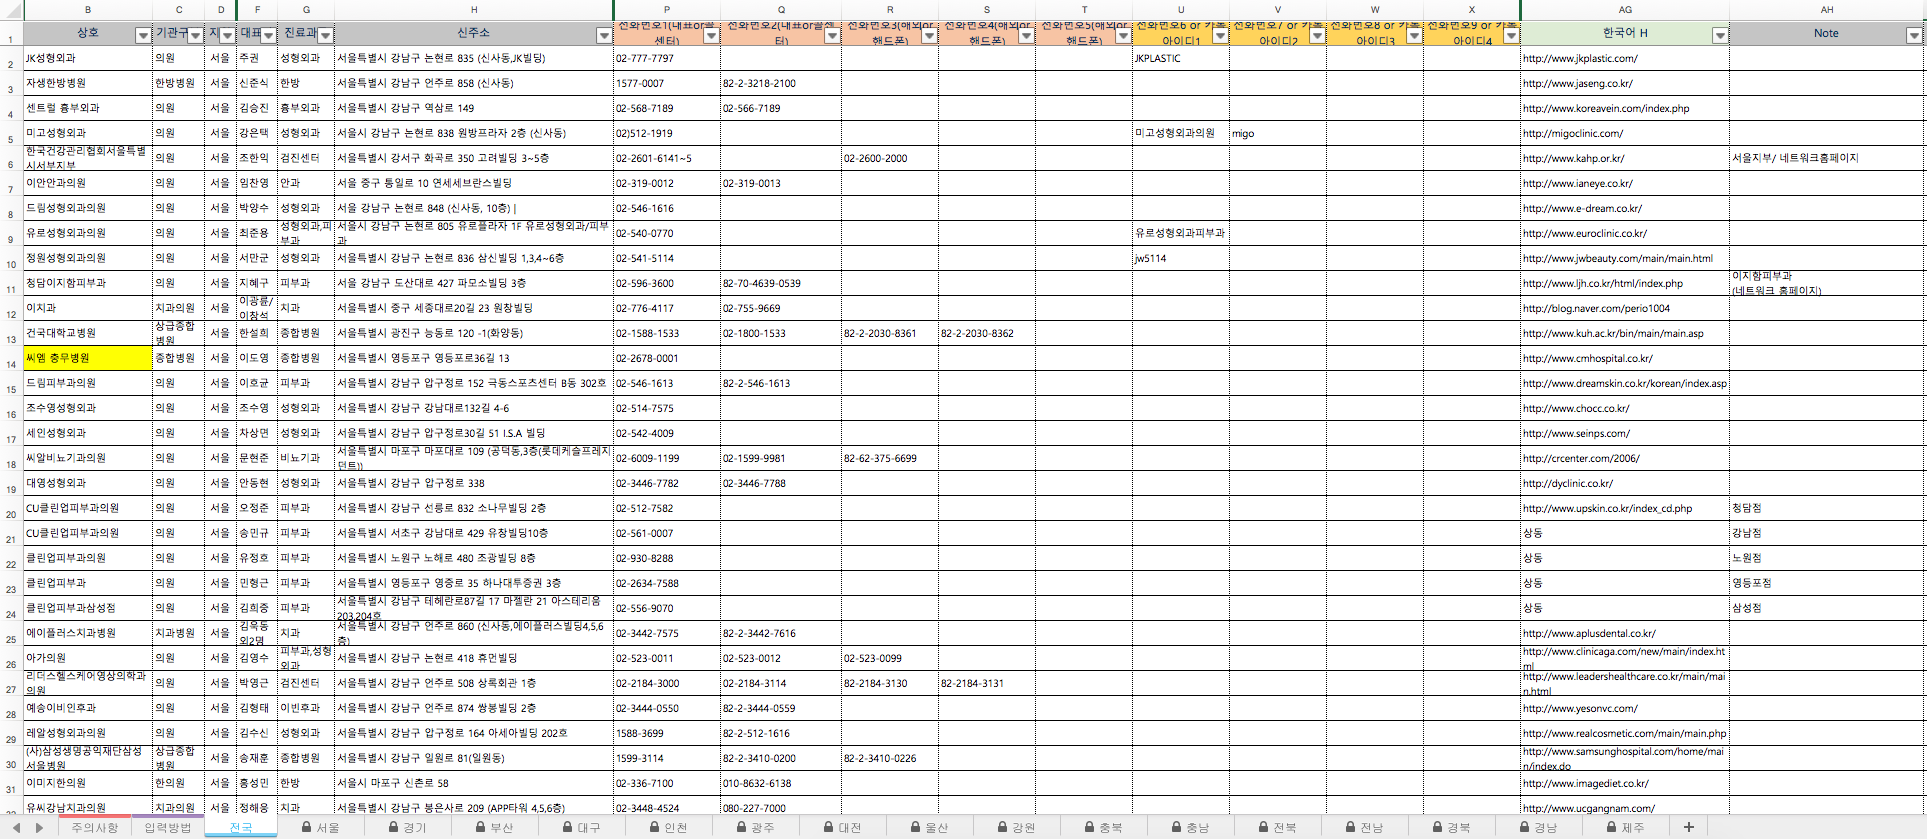 B C D F G H P Q R S T U V W X AG AH
1 상호 기관구 지 대표 진료과 신주소 전화번호1(대표or콜센터) 전화번호2(대표or콜센터) 전화번호3(해외or핸드폰) 전화번호4(해외or핸드폰) 전화번호5(해외or핸드폰) 전화번호6 or 카톡아이디1 전화번호7 or 카톡아이디2 전화번호8 or 카톡아이디3 전화번호9 or 카톡아이디4 한국어 H Note
2 JK성형외과 의원 서울 주권 성형외과 서울특별시 강남구 논현로 835 (신사동,JK빌딩) 02-777-7797 JKPLASTIC http://www.jkplastic.com/
3 자생한방병원 한방병원 서울 신준식 한방 서울특별시 강남구 언주로 858 (신사동) 1577-0007 82-2-3218-2100 http://www.jaseng.co.kr/
4 센트럴 흉부외과 의원 서울 김승진 흉부외과 서울특별시 강남구 역삼로 149 02-568-7189 02-566-7189 http://www.koreavein.com/index.php
5 미고성형외과 의원 서울 강은택 성형외과 서울시 강남구 논현로 838 원방프라자 2층 (신사동) 02)512-1919 미고성형외과의원 migo http://migoclinic.com/
6 한국건강관리협회서울특별시서부지부 의원 서울 조한익 검진센터 서울특별시 강서구 화곡로 350 고려빌딩 3~5층 02-2601-6141~5 02-2600-2000 http://www.kahp.or.kr/ 서울지부/ 네트워크홈페이지
7 이안안과의원 의원 서울 임찬영 안과 서울 중구 통일로 10 연세세브란스빌딩 02-319-0012 02-319-0013 http://www.ianeye.co.kr/
8 드림성형외과의원 의원 서울 박양수 성형외과 서울 강남구 논현로 848 (신사동, 10층) | 02-546-1616 http://www.e-dream.co.kr/
9 유로성형외과의원 의원 서울 최준용 성형외과,피부과 서울시 강남구 논현로 805 유로플라자 1F 유로성형외과/피부과 02-540-0770 유로성형외과피부과 http://www.euroclinic.co.kr/
10 정원성형외과의원 의원 서울 서만군 성형외과 서울특별시 강남구 논현로 836 삼신빌딩 1,3,4~6층 02-541-5114 jw5114 http://www.jwbeauty.com/main/main.html
11 청담이지함피부과 의원 서울 지혜구 피부과 서울 강남구 도산대로 427 파모소빌딩 3층 02-596-3600 82-70-4639-0539 http://www.ljh.co.kr/html/index.php 이지함피부과 (네트워크 홈페이지)
12 이치과 치과의원 서울 이광률/이창석 치과 서울특별시 중구 세종대로20길 23 원창빌딩 02-776-4117 02-755-9669 http://blog.naver.com/perio1004
13 건국대학교병원 상급종합병원 서울 한설희 종합병원 서울특별시 광진구 능동로 120 -1(화양동) 02-1588-1533 02-1800-1533 82-2-2030-8361 82-2-2030-8362 http://www.kuh.ac.kr/bin/main/main.asp
14 씨엠 충무병원 종합병원 서울 이도영 종합병원 서울특별시 영등포구 영등포로36길 13 02-2678-0001 http://www.cmhospital.co.kr/
15 드림피부과의원 의원 서울 이호균 피부과 서울특별시 강남구 압구정로 152 극동스포츠센터 B동 302호 02-546-1613 82-2-546-1613 http://www.dreamskin.co.kr/korean/index.asp
16 조수영성형외과 의원 서울 조수영 성형외과 서울특별시 강남구 강남대로132길 4-6 02-514-7575 http://www.chocc.co.kr/
17 세인성형외과 의원 서울 차상면 성형외과 서울특별시 강남구 압구정로30길 51 I.S.A 빌딩 02-542-4009 http://www.seinps.com/
18 씨알비뇨기과의원 의원 서울 문현준 비뇨기과 서울특별시 마포구 마포대로 109 (공덕동,3층(롯데캐슬프레지던트)) 02-6009-1199 02-1599-9981 82-62-375-6699 http://crcenter.com/2006/
19 대영성형외과 의원 서울 안동현 성형외과 서울특별시 강남구 압구정로 338 02-3446-7782 02-3446-7788 http://dyclinic.co.kr/
20 CU클린업피부과의원 의원 서울 오정준 피부과 서울특별시 강남구 선릉로 832 소나무빌딩 2층 02-512-7582 http://www.upskin.co.kr/index_cd.php 청담점
21 CU클린업피부과의원 의원 서울 송민규 피부과 서울특별시 서초구 강남대로 429 유창빌딩10층 02-561-0007 상동 강남점
22 클린업피부과의원 의원 서울 유정호 피부과 서울특별시 노원구 노해로 480 조광빌딩 8층 02-930-8288 상동 노원점
23 클린업피부과 의원 서울 민형근 피부과 서울특별시 영등포구 영중로 35 하나대투증권 3층 02-2634-7588 상동 영등포점
24 클린업피부과삼성점 의원 서울 김희중 피부과 서울특별시 강남구 테헤란로87길 17 마젤란 21 아스테리움 203,204호 02-556-9070 상동 삼성점
25 에이플러스치과병원 치과병원 서울 김욱동 외2명 치과 서울특별시 강남구 언주로 860 (신사동,에이플러스빌딩4,5,6층) 02-3442-7575 82-2-3442-7616 http://www.aplusdental.co.kr/
26 아가의원 의원 서울 김영수 피부과,성형외과 서울특별시 강남구 논현로 418 휴먼빌딩 02-523-0011 02-523-0012 02-523-0099 http://www.clinicaga.com/new/main/index.html
27 리더스헬스케어영상의학과의원 의원 서울 박영근 검진센터 서울특별시 강남구 언주로 508 상록회관 1층 02-2184-3000 02-2184-3114 82-2184-3130 82-2184-3131 http://www.leadershealthcare.co.kr/main/main.html
28 예송이비인후과 의원 서울 김형태 이빈후과 서울특별시 강남구 언주로 874 쌍봉빌딩 2층 02-3444-0550 82-2-3444-0559 http://www.yesonvc.com/
29 레알성형외과의원 의원 서울 김수신 성형외과 서울특별시 강남구 압구정로 164 아세아빌딩 202호 1588-3699 82-2-512-1616 http://www.realcosmetic.com/main/main.php
30 (사)삼성생명공익재단삼성서울병원 상급종합병원 서울 송재훈 종합병원 서울특별시 강남구 일원로 81(일원동) 1599-3114 82-2-3410-0200 82-2-3410-0226 http://www.samsunghospital.com/home/main/index.do
31 이미지한의원 한의원 서울 홍성민 한방 서울시 마포구 신촌로 58 02-336-7100 010-8632-6138 http://www.imagediet.co.kr/
유씨강남치과의원 치과의원 서울 정해웅 치과 서울특별시 강남구 봉은사로 209 (APP타워 4,5,6층) 02-3448-4524 080-227-7000 http://www.ucgangnam.com/
주의사항 입력방법 전국 서울 경기 부산 대구 인천 광주 대전 울산 강원 충북 충남 전북 전남 경북 경남 제주 +